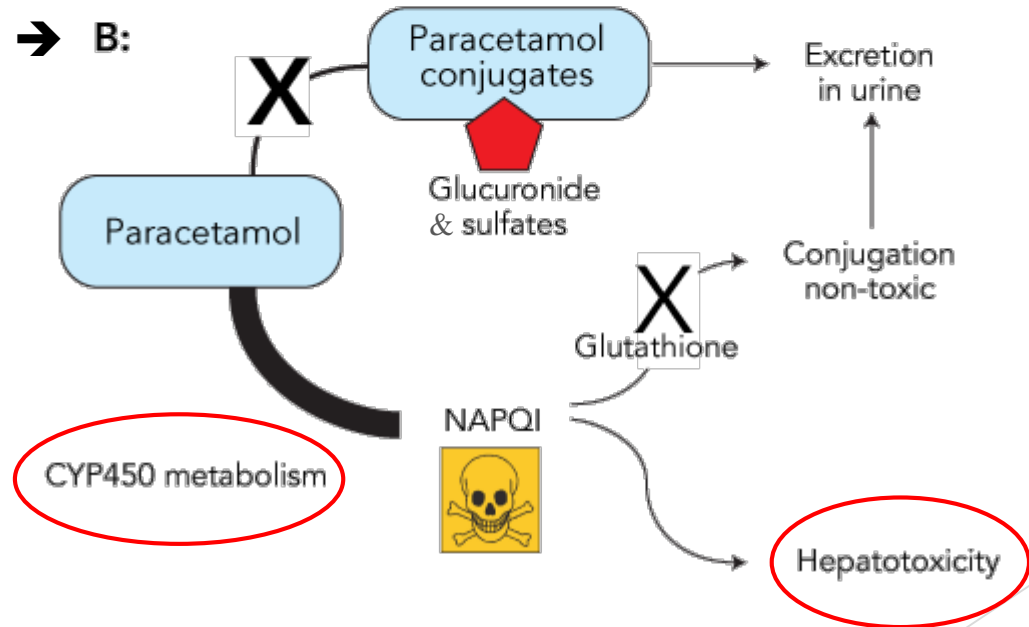 ➔ B:
X
Paracetamol
conjugates
Excretion
in urine
Glucuronide
& sulfates
Paracetamol
X
Conjugation
non-toxic
Glutathione
NAPQI
CYP450 metabolism
Hepatotoxicity